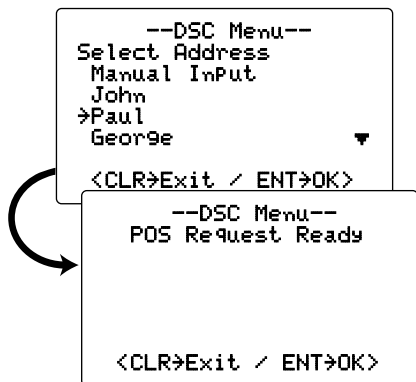 --DSC Menu--
Select Address
Manual Input
John
→Paul
George ▼
<CLR→Exit / ENT→OK>
--DSC Menu--
POS Request Ready
<CLR→Exit / ENT→OK>